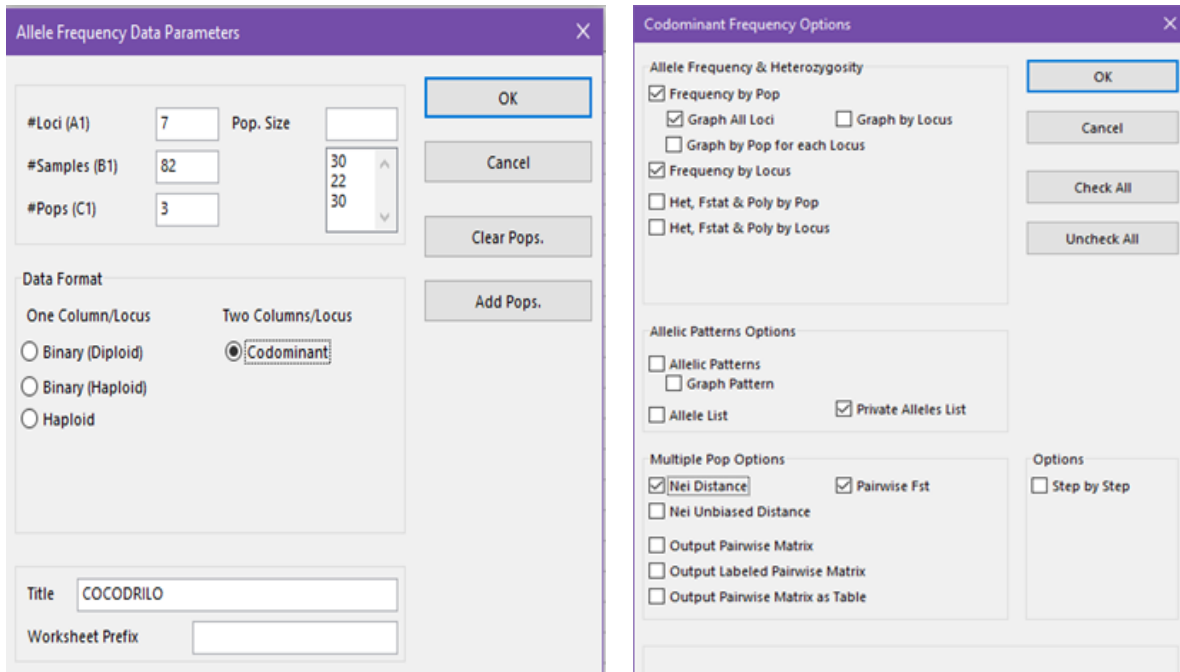 Allele Frequency Data Parameters
#Loci (A1) 7 Pop. Size
#Samples (B1) 82
#Pops (C1) 3
30
22
30
OK
Cancel
Clear Pops.
Add Pops.
Data Format
One Column/Locus Two Columns/Locus
Binary (Diploid) Codominant
Binary (Haploid)
Haploid
Title COCODRILO
Worksheet Prefix
Codominant Frequency Options
Allele Frequency & Heterozygosity
Frequency by Pop
Graph All Loci Graph by Locus
Graph by Pop for each Locus
Frequency by Locus
Het, Fstat & Poly by Pop
Het, Fstat & Poly by Locus
OK
Cancel
Check All
Uncheck All
Allelic Patterns Options
Allelic Patterns
Graph Pattern
Allele List Private Alleles List
Multiple Pop Options
Nei Distance Pairwise Fst
Nei Unbiased Distance
Output Pairwise Matrix
Output Labeled Pairwise Matrix
Output Pairwise Matrix as Table
Options
Step by Step